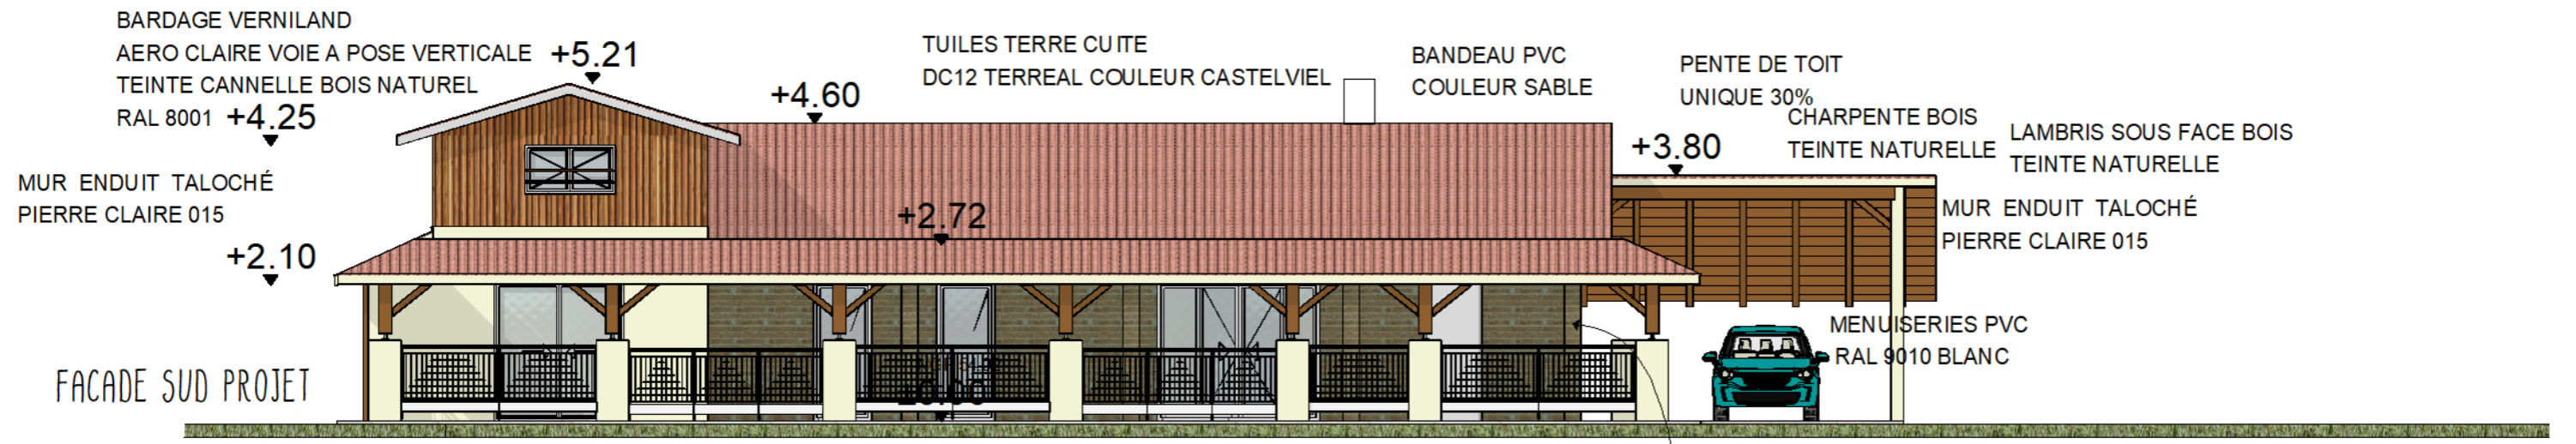 BARDAGE VERNILAND
AERO CLAIRE VOIE A POSE VERTICALE
TEINTE CANNELLE BOIS NATUREL
RAL 8001
+5.21
+4.25
+4.60
TUILES TERRE CUITE
DC12 TERREAL COULEUR CASTELVIEL
BANDEAU PVC
COULEUR SABLE
PENTE DE TOIT
UNIQUE 30%
CHARPENTE BOIS
TEINTE NATURELLE
LAMBRIS SOUS FACE BOIS
TEINTE NATURELLE
+3.80
MUR ENDUIT TALOCHÉ
PIERRE CLAIRE 015
+2.72
MUR ENDUIT TALOCHÉ
PIERRE CLAIRE 015
+2.10
MENUISERIES PVC
RAL 9010 BLANC
FACADE SUD PROJET